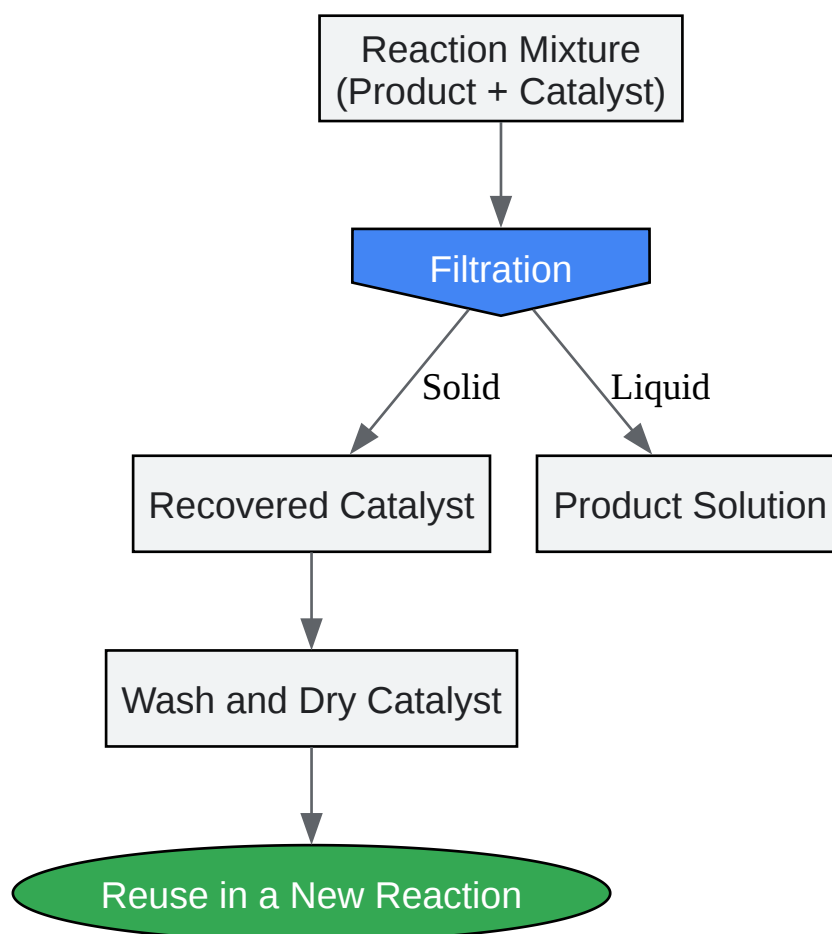 Reaction Mixture
(Product + Catalyst)
Filtration
Solid
Liquid
Recovered Catalyst
Product Solution
Wash and Dry Catalyst
Reuse in a New Reaction